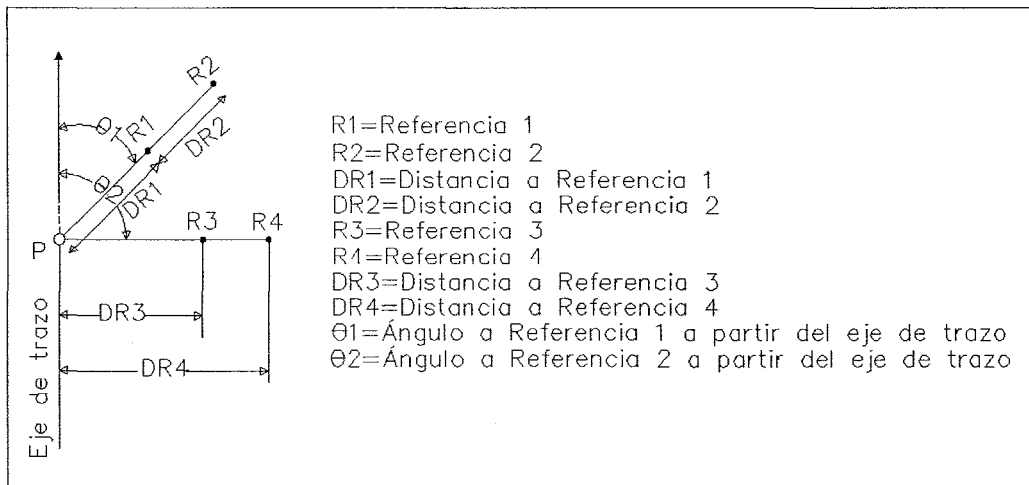 R2
θ1
R1
DR2
θ2
DR1
P
R3 R4
DR3
DR4
Eje de trazo
R1=Referencia 1
R2=Referencia 2
DR1=Distancia a Referencia 1
DR2=Distancia a Referencia 2
R3=Referencia 3
R4=Referencia 4
DR3=Distancia a Referencia 3
DR4=Distancia a Referencia 4
θ1=Ángulo a Referencia 1 a partir del eje de trazo
θ2=Ángulo a Referencia 2 a partir del eje de trazo